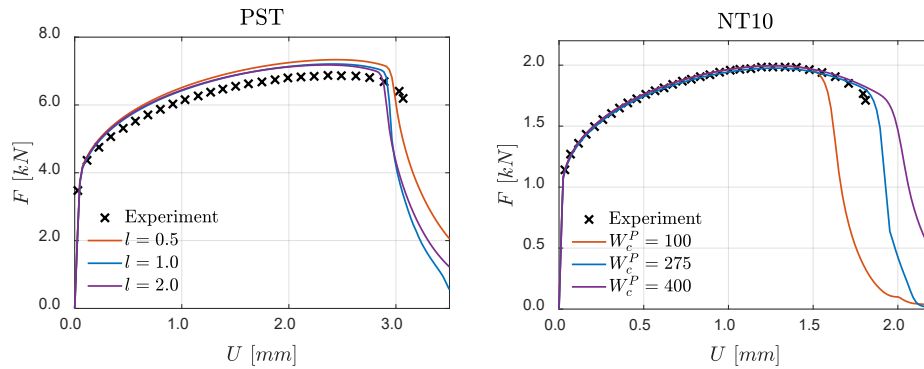 PST
8.0
6.0
4.0
2.0
0.0
F [kN]
Experiment
l = 0.5
l = 1.0
l = 2.0
0.0 1.0 2.0 3.0
U [mm]
NT10
2.0
1.5
1.0
0.5
0.0
F [kN]
Experiment
W_c^P = 100
W_c^P = 275
W_c^P = 400
0.0 0.5 1.0 1.5 2.0
U [mm]